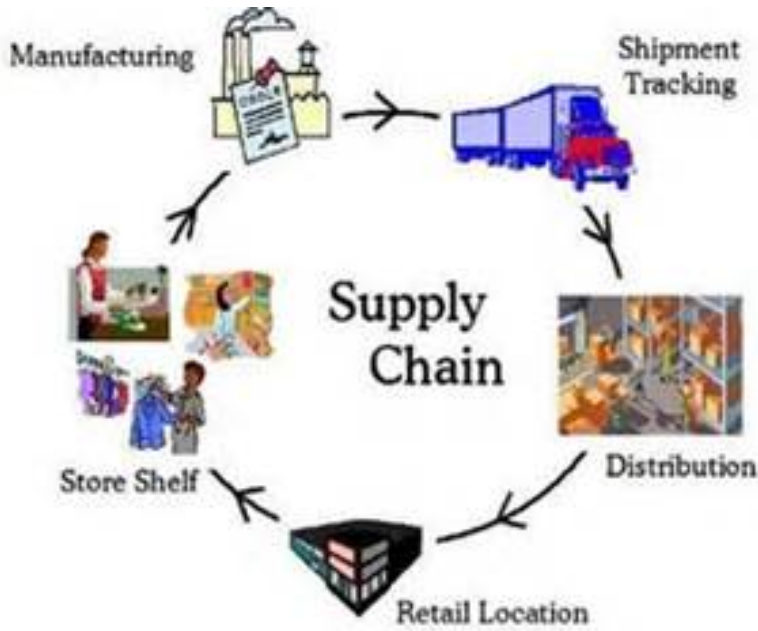 Manufacturing
Shipment
Tracking
Supply
Chain
Distribution
Store Shelf
Retail Location